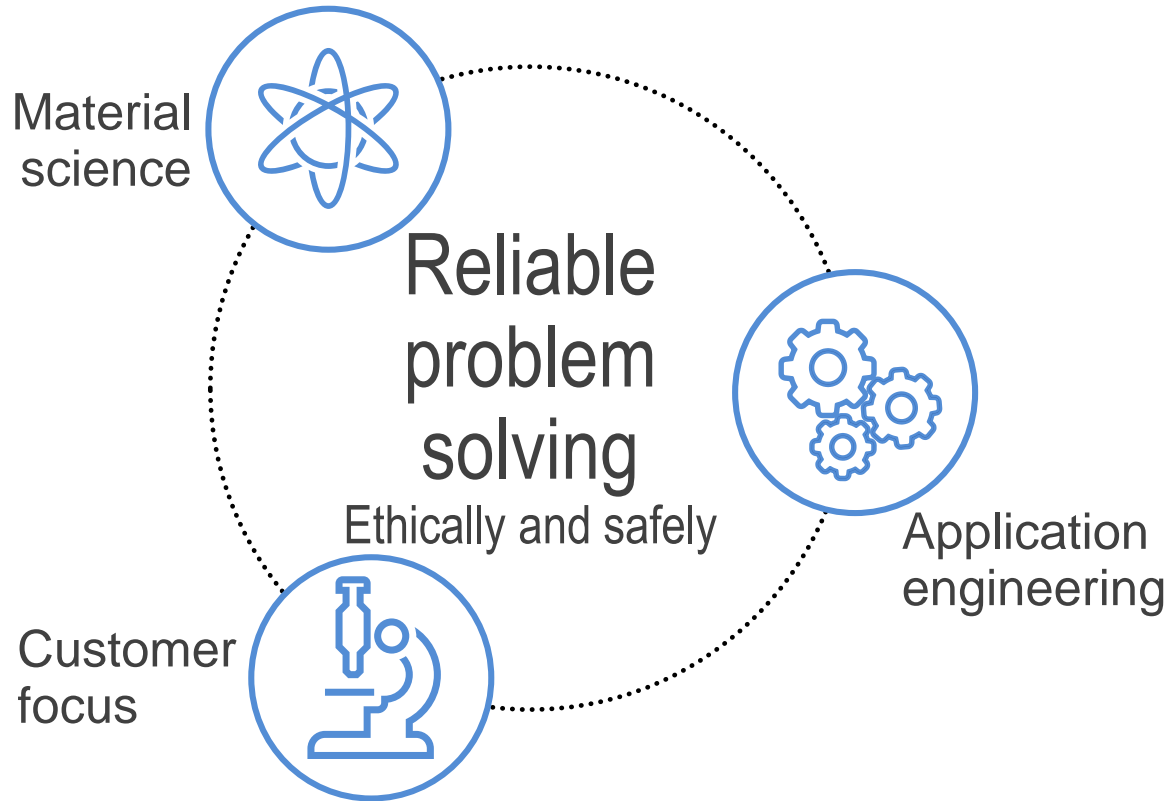 Material
science
Reliable
problem
solving
Ethically and safely
Application
engineering
Customer
focus